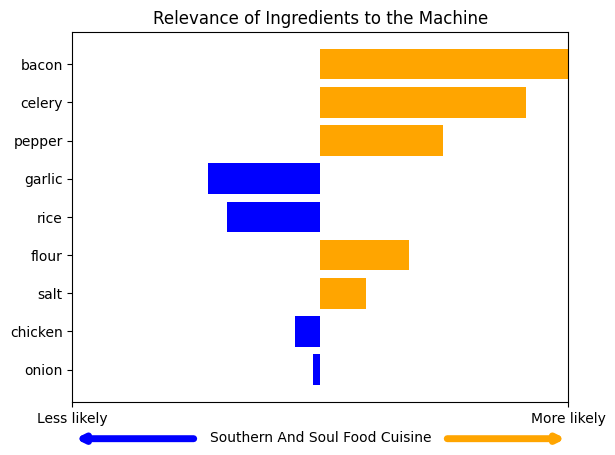 Relevance of Ingredients to the Machine
bacon
celery
pepper
garlic
rice
flour
salt
chicken
onion
Less likely
More likely
Southern And Soul Food Cuisine